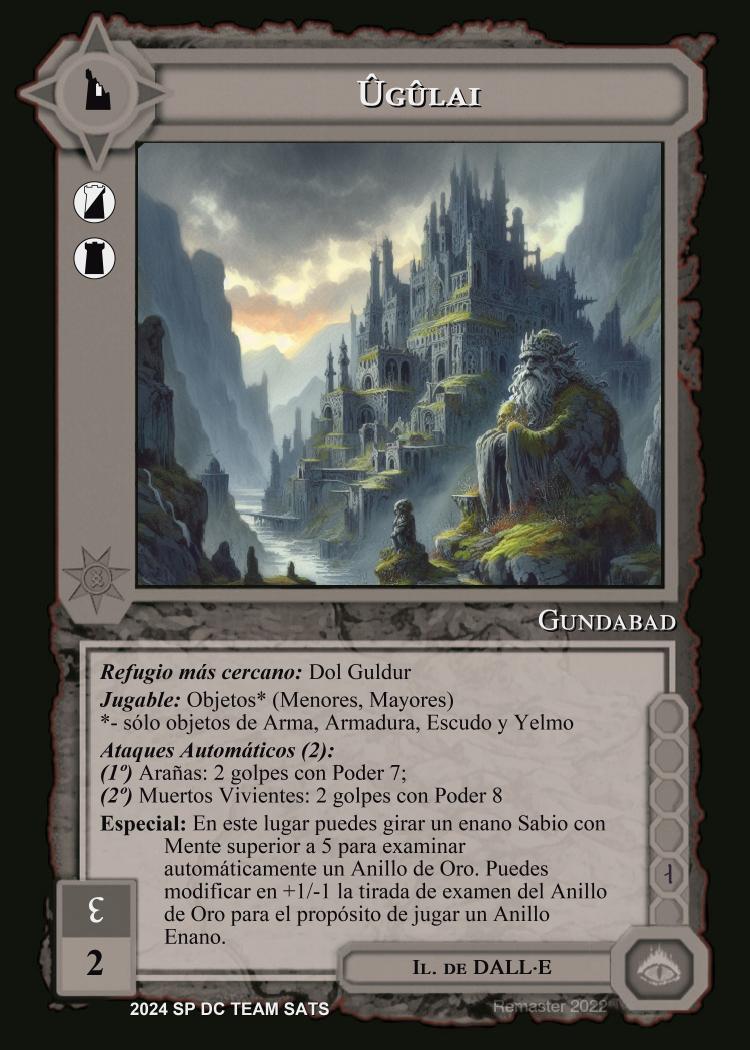 Ûgûlai
Gundabad
Refugio más cercano: Dol Guldur
Jugable: Objetos* (Menores, Mayores)
*- sólo objetos de Arma, Armadura, Escudo y Yelmo
Ataques Automáticos (2):
(1º) Arañas: 2 golpes con Poder 7;
(2º) Muertos Vivientes: 2 golpes con Poder 8
Especial: En este lugar puedes girar un enano Sabio con
Mente superior a 5 para examinar
automáticamente un Anillo de Oro. Puedes
modificar en +1/-1 la tirada de examen del Anillo
de Oro para el propósito de jugar un Anillo
Enano.
2
Il. de DALL·E
2024 SP DC TEAM SATS
Remaster 2022